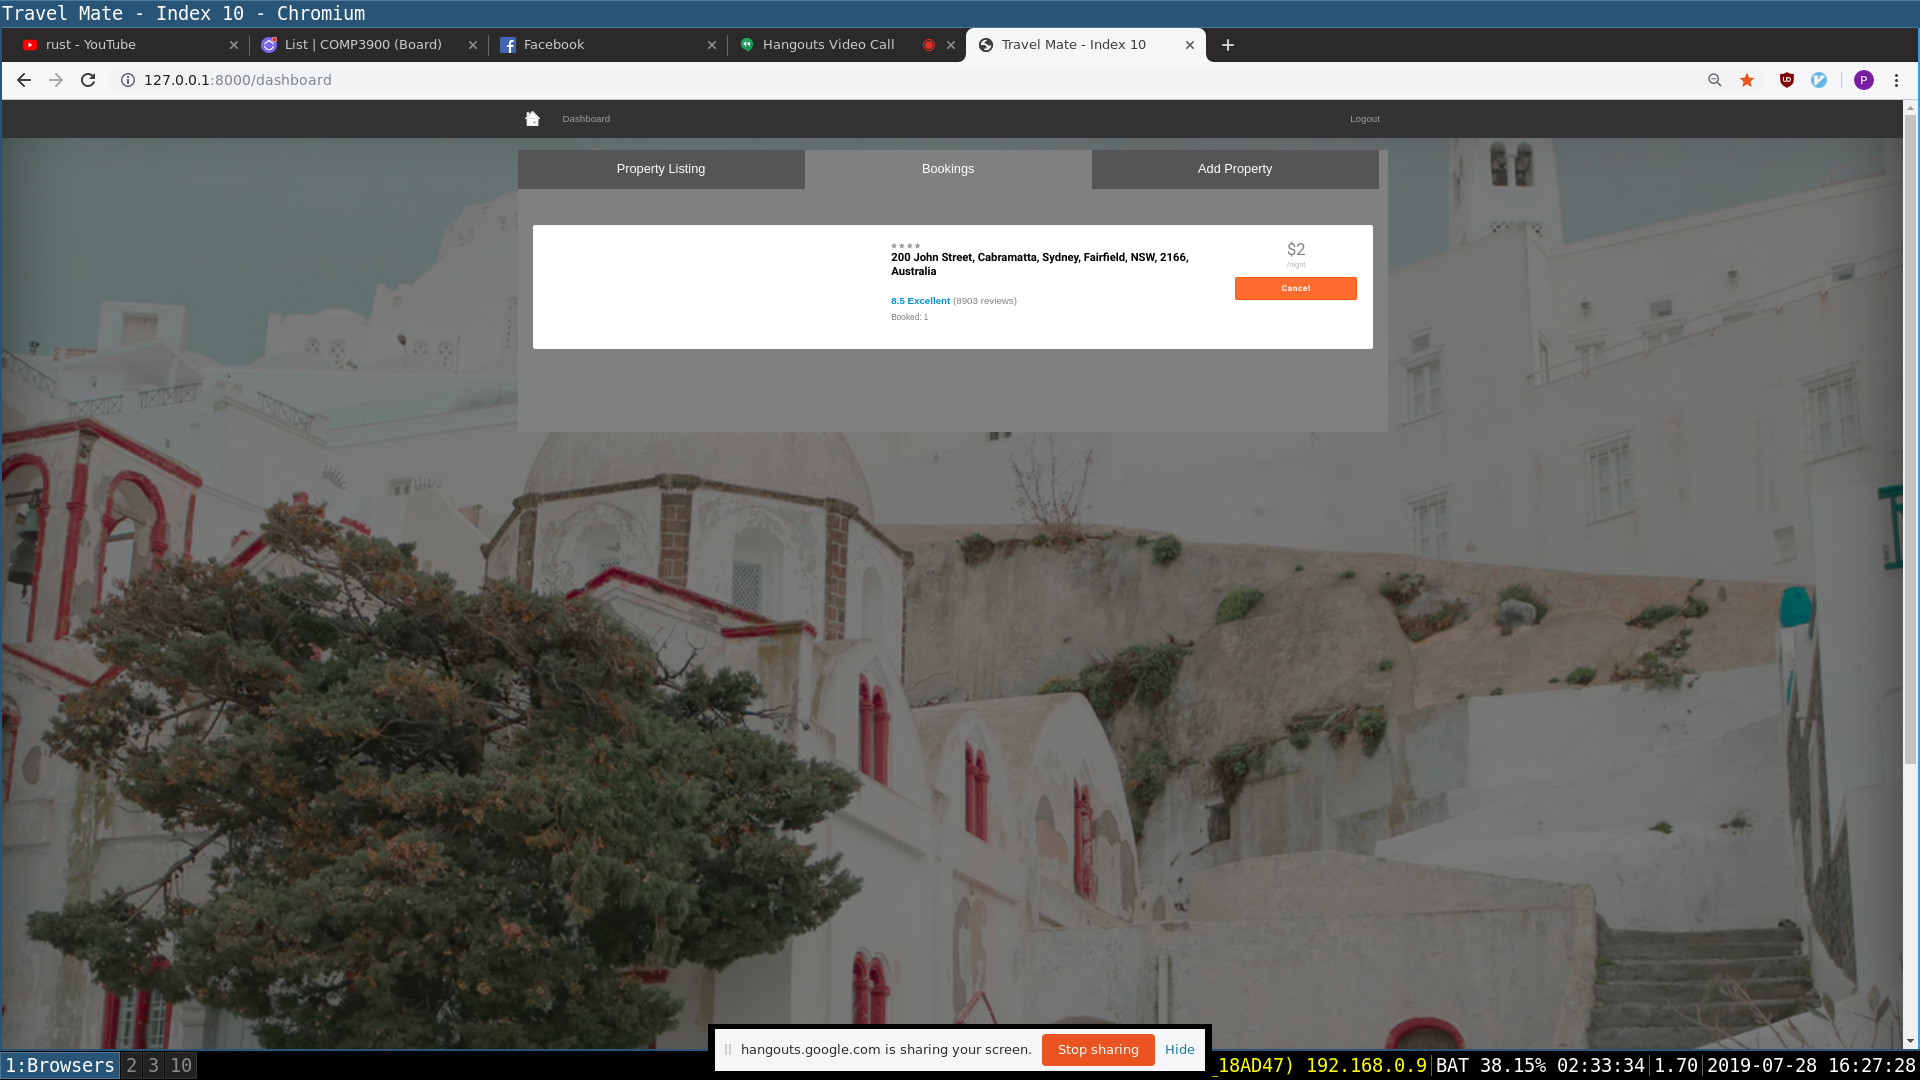 Travel Mate - Index 10 - Chromium
rust - YouTube
List | COMP3900 (Board)
Facebook
Hangouts Video Call
Travel Mate - Index 10
127.0.0.1:8000/dashboard
P
Dashboard
Logout
Property Listing
Bookings
Add Property
200 John Street, Cabramatta, Sydney, Fairfield, NSW, 2166,
Australia
8.5 Excellent (8903 reviews)
Booked: 1
$2
/night
Cancel
hangouts.google.com is sharing your screen.
Stop sharing
Hide
1:Browsers 2 3 10
_18AD47) 192.168.0.9 BAT 38.15% 02:33:34 1.70 2019-07-28 16:27:28